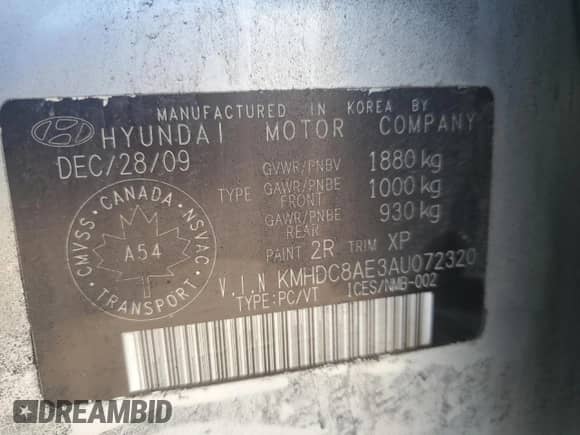 MANUFACTURED IN KOREA BY
HYUNDAI MOTOR COMPANY
DEC/28/09 GVWR/PNBV 1880 kg
TYPE GAWR/PNBE FRONT 1000 kg
GAWR/PNBE REAR 930 kg
PAINT 2R TRIM XP
V.I.N KMHDC8AE3AU072320
TYPE:PC/VT ICES/NMB-002
CMVSS · CANADA · NSVAC · TRANSPORT ·
A54
DREAMBID